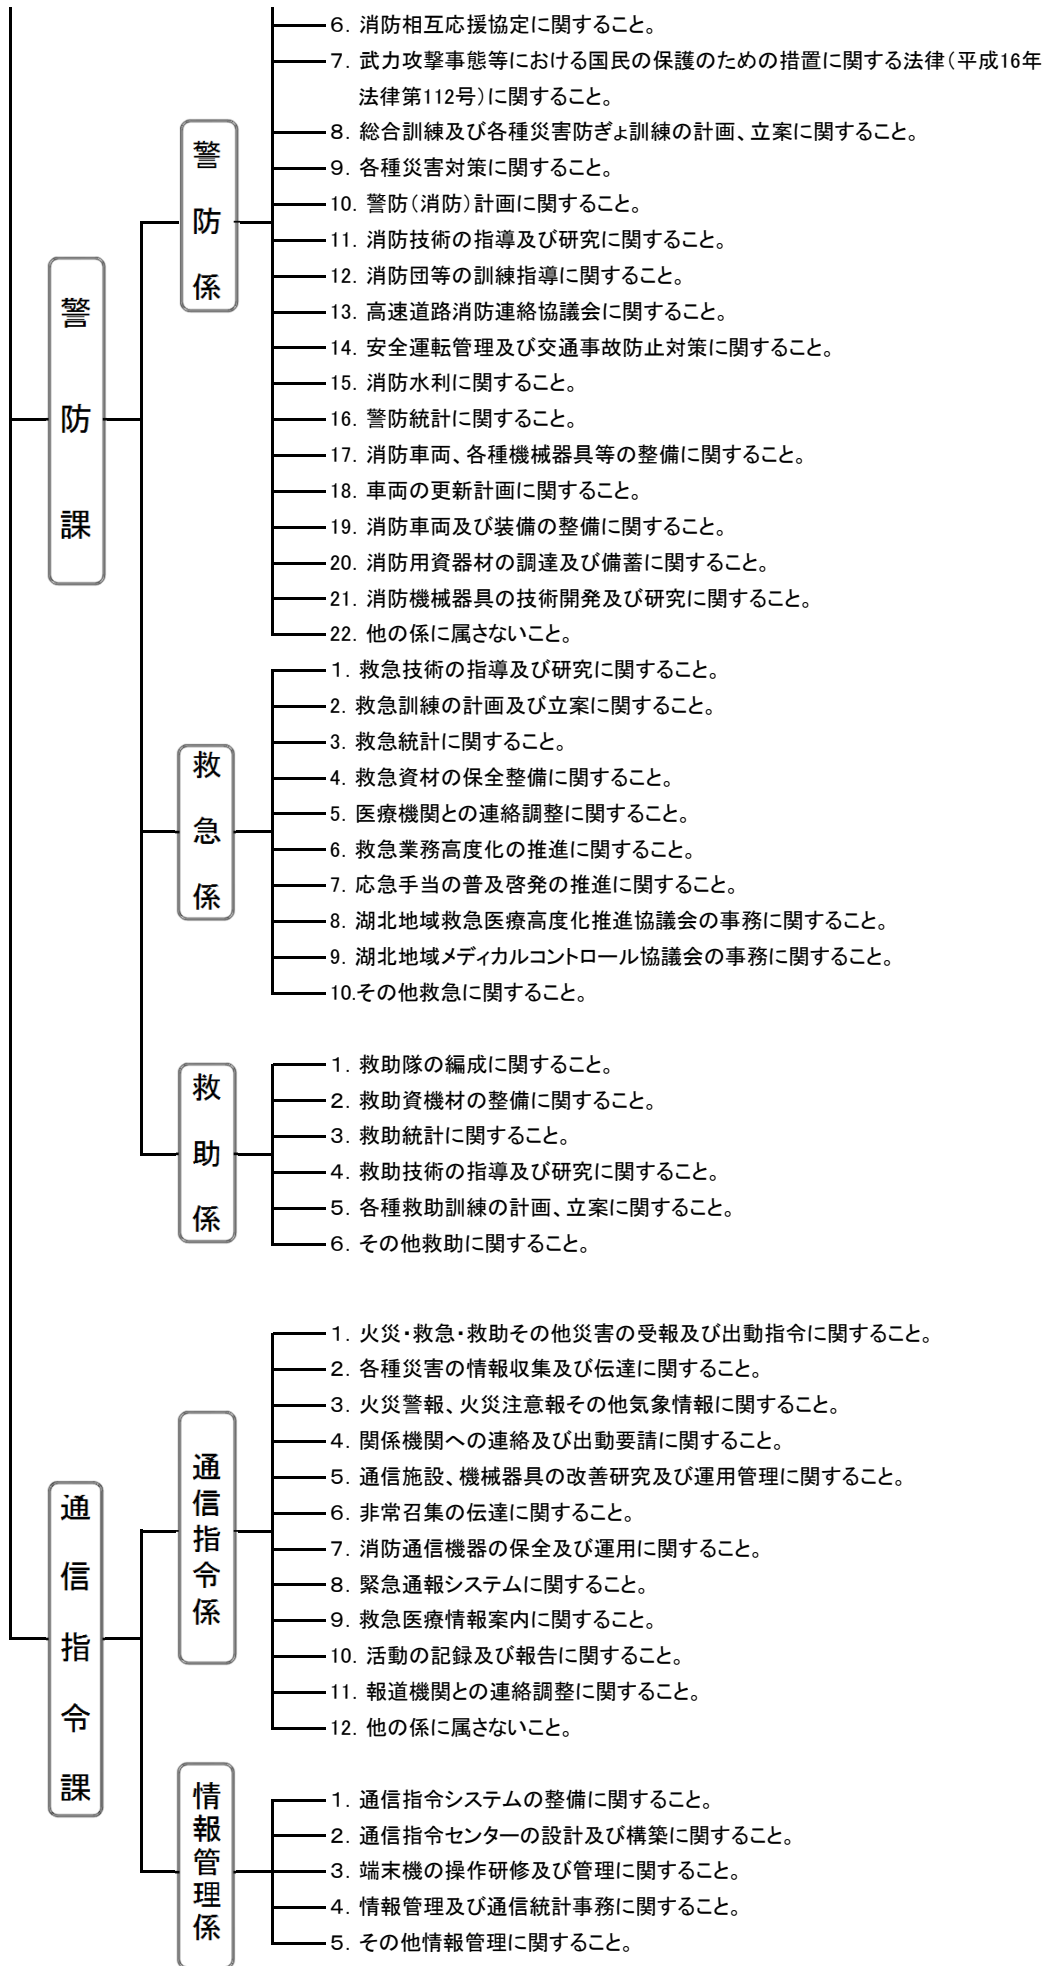 警防課
警防係
6. 消防相互応援協定に関すること。
7. 武力攻撃事態等における国民の保護のための措置に関する法律（平成16年
法律第112号）に関すること。
8. 総合訓練及び各種災害防ぎょ訓練の計画、立案に関すること。
9. 各種災害対策に関すること。
10. 警防（消防）計画に関すること。
11. 消防技術の指導及び研究に関すること。
12. 消防団等の訓練指導に関すること。
13. 高速道路消防連絡協議会に関すること。
14. 安全運転管理及び交通事故防止対策に関すること。
15. 消防水利に関すること。
16. 警防統計に関すること。
17. 消防車両、各種機械器具等の整備に関すること。
18. 車両の更新計画に関すること。
19. 消防車両及び装備の整備に関すること。
20. 消防用資器材の調達及び備蓄に関すること。
21. 消防機械器具の技術開発及び研究に関すること。
22. 他の係に属さないこと。
救急係
1. 救急技術の指導及び研究に関すること。
2. 救急訓練の計画及び立案に関すること。
3. 救急統計に関すること。
4. 救急資材の保全整備に関すること。
5. 医療機関との連絡調整に関すること。
6. 救急業務高度化の推進に関すること。
7. 応急手当の普及啓発の推進に関すること。
8. 湖北地域救急医療高度化推進協議会の事務に関すること。
9. 湖北地域メディカルコントロール協議会の事務に関すること。
10.その他救急に関すること。
救助係
1. 救助隊の編成に関すること。
2. 救助資機材の整備に関すること。
3. 救助統計に関すること。
4. 救助技術の指導及び研究に関すること。
5. 各種救助訓練の計画、立案に関すること。
6. その他救助に関すること。
通信指令課
通信指令係
1. 火災・救急・救助その他災害の受報及び出動指令に関すること。
2. 各種災害の情報収集及び伝達に関すること。
3. 火災警報、火災注意報その他気象情報に関すること。
4. 関係機関への連絡及び出動要請に関すること。
5. 通信施設、機械器具の改善研究及び運用管理に関すること。
6. 非常召集の伝達に関すること。
7. 消防通信機器の保全及び運用に関すること。
8. 緊急通報システムに関すること。
9. 救急医療情報案内に関すること。
10. 活動の記録及び報告に関すること。
11. 報道機関との連絡調整に関すること。
12. 他の係に属さないこと。
情報管理係
1. 通信指令システムの整備に関すること。
2. 通信指令センターの設計及び構築に関すること。
3. 端末機の操作研修及び管理に関すること。
4. 情報管理及び通信統計事務に関すること。
5. その他情報管理に関すること。